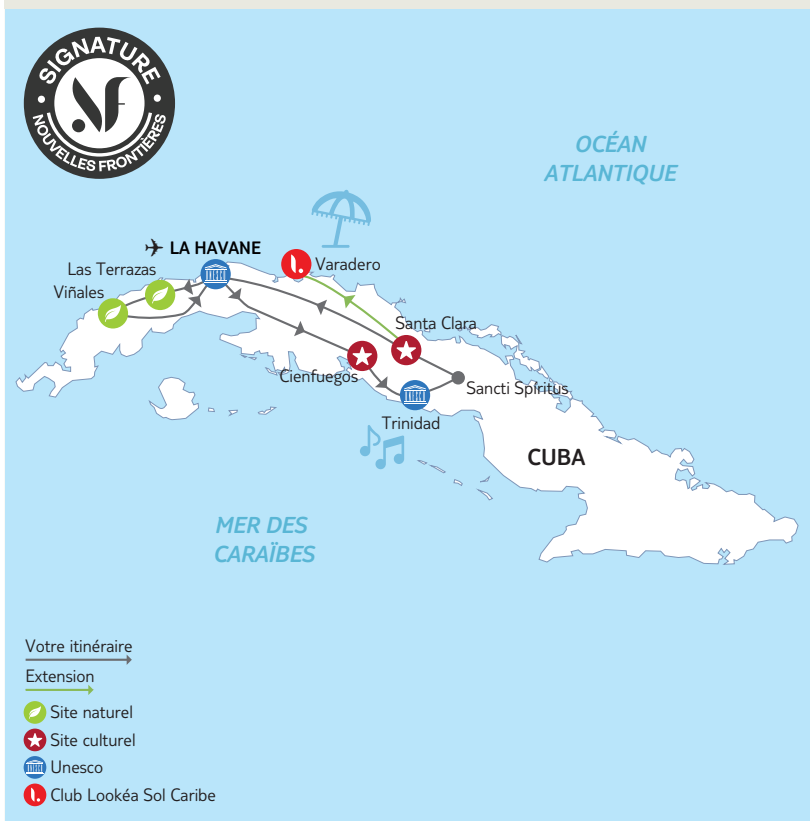 SIGNATURE
NF
NOUVELLES FRONTIÈRES
OCÉAN
ATLANTIQUE
LA HAVANE
Las Terrazas
Varadero
Viñales
Santa Clara
Cienfuegos
Sancti Spíritus
Trinidad
CUBA
MER DES
CARAÏBES
Votre itinéraire
Extension
Site naturel
Site culturel
Unesco
Club Lookéa Sol Caribe